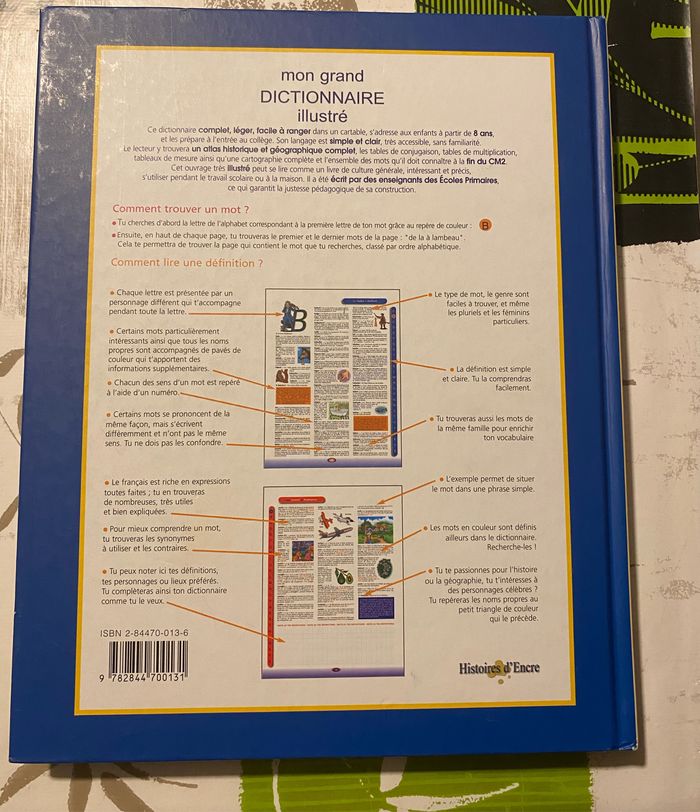 mon grand
DICTIONNAIRE
illustré
Ce dictionnaire complet, léger, facile à ranger dans un cartable, s'adresse aux enfants à partir de 8 ans,
et les prépare à l'entrée au collège. Son langage est simple et clair, très accessible, sans familiarité.
Le lecteur y trouvera un atlas historique et géographique complet, les tables de conjugaison, tables de multiplication,
tableaux de mesure ainsi qu'une cartographie complète et l'ensemble des mots qu'il doit connaître à la fin du CM2.
Cet ouvrage très illustré peut se lire comme un livre de culture générale, intéressant et précis,
s'utiliser pendant le travail scolaire ou à la maison. Il a été écrit par des enseignants des Écoles Primaires,
ce qui garantit la justesse pédagogique de sa construction.
Comment trouver un mot ?
• Tu cherches d'abord la lettre de l'alphabet correspondant à la première lettre de ton mot grâce au repère de couleur : B
• Ensuite, en haut de chaque page, tu trouveras le premier et le dernier mots de la page : "de la à lambeau".
Cela te permettra de trouver la page qui contient le mot que tu recherches, classé par ordre alphabétique.
Comment lire une définition ?
• Chaque lettre est présentée par un
personnage différent qui t'accompagne
pendant toute la lettre.
• Certains mots particulièrement
intéressants ainsi que tous les noms
propres sont accompagnés de pavés de
couleur qui t'apportent des
informations supplémentaires.
• Chacun des sens d'un mot est repéré
à l'aide d'un numéro.
• Certains mots se prononcent de la
même façon, mais s'écrivent
différemment et n'ont pas le même
sens. Tu ne dois pas les confondre.
B
• Le type de mot, le genre sont
faciles à trouver, et même
les pluriels et les féminins
particuliers.
• La définition est simple
et claire. Tu la comprendras
facilement.
• Tu trouveras aussi les mots de
la même famille pour enrichir
ton vocabulaire
• Le français est riche en expressions
toutes faites ; tu en trouveras
de nombreuses, très utiles
et bien expliquées.
• Pour mieux comprendre un mot,
tu trouveras les synonymes
à utiliser et les contraires.
• Tu peux noter ici tes définitions,
tes personnages ou lieux préférés.
Tu complèteras ainsi ton dictionnaire
comme tu le veux.
• L'exemple permet de situer
le mot dans une phrase simple.
• Les mots en couleur sont définis
ailleurs dans le dictionnaire.
Recherche-les !
• Tu te passionnes pour l'histoire
ou la géographie, tu t'intéresses à
des personnages célèbres ?
Tu repèreras les noms propres au
petit triangle de couleur
qui le précède.
ISBN 2-84470-013-6
9 782844 700131
Histoires d'Encre